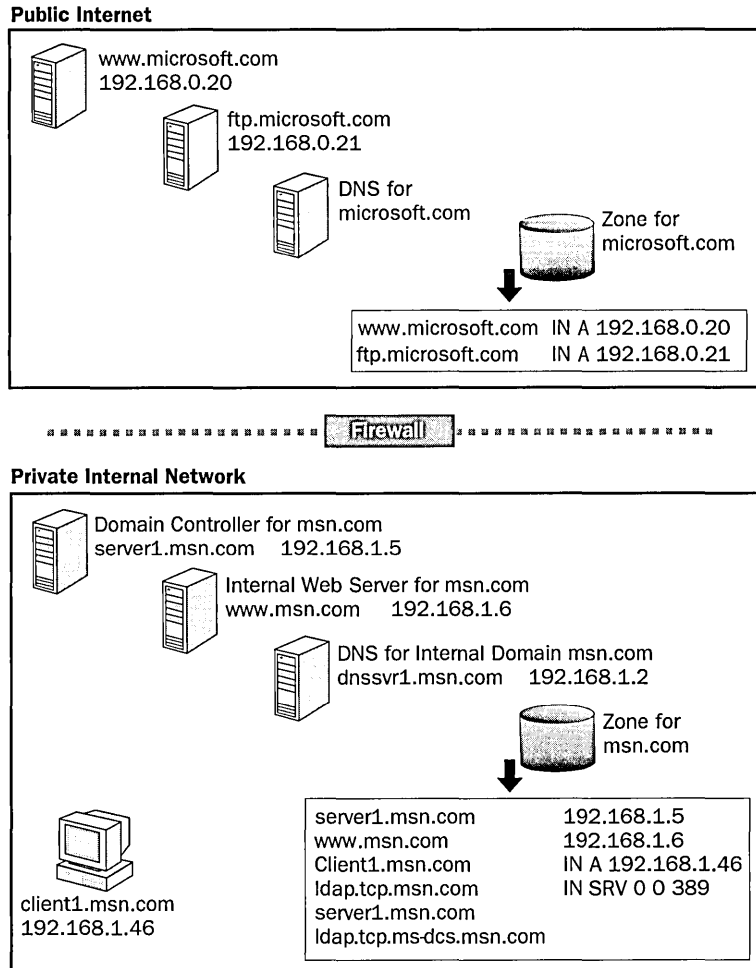 Public Internet
www.microsoft.com
192.168.0.20
ftp.microsoft.com
192.168.0.21
DNS for
microsoft.com
Zone for
microsoft.com
www.microsoft.com IN A 192.168.0.20
ftp.microsoft.com IN A 192.168.0.21
Firewall
Private Internal Network
Domain Controller for msn.com
server1.msn.com 192.168.1.5
Internal Web Server for msn.com
www.msn.com 192.168.1.6
DNS for Internal Domain msn.com
dnssvr1.msn.com 192.168.1.2
Zone for
msn.com
server1.msn.com 192.168.1.5
www.msn.com 192.168.1.6
Client1.msn.com IN A 192.168.1.46
ldap.tcp.msn.com IN SRV 0 0 389
server1.msn.com
ldap.tcp.ms-dcs.msn.com
client1.msn.com
192.168.1.46